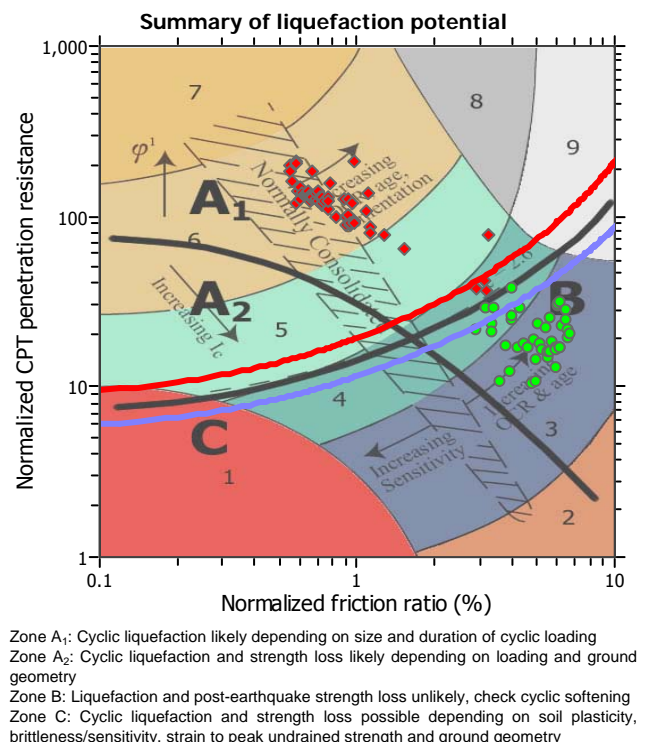 Summary of liquefaction potential
1,000
100
10
1
Normalized CPT penetration resistance
7
8
9
φ¹
A1
Normally Consolidated
Increasing
age,
6
A2
Increasing Ic
5
B
4
Increasing
OCR & age
3
C
Increasing
Sensitivity
1
2
0.1
1
10
Normalized friction ratio (%)
Zone A1: Cyclic liquefaction likely depending on size and duration of cyclic loading
Zone A2: Cyclic liquefaction and strength loss likely depending on loading and ground
geometry
Zone B: Liquefaction and post-earthquake strength loss unlikely, check cyclic softening
Zone C: Cyclic liquefaction and strength loss possible depending on soil plasticity,
brittleness/sensitivity, strain to peak undrained strength and ground geometry